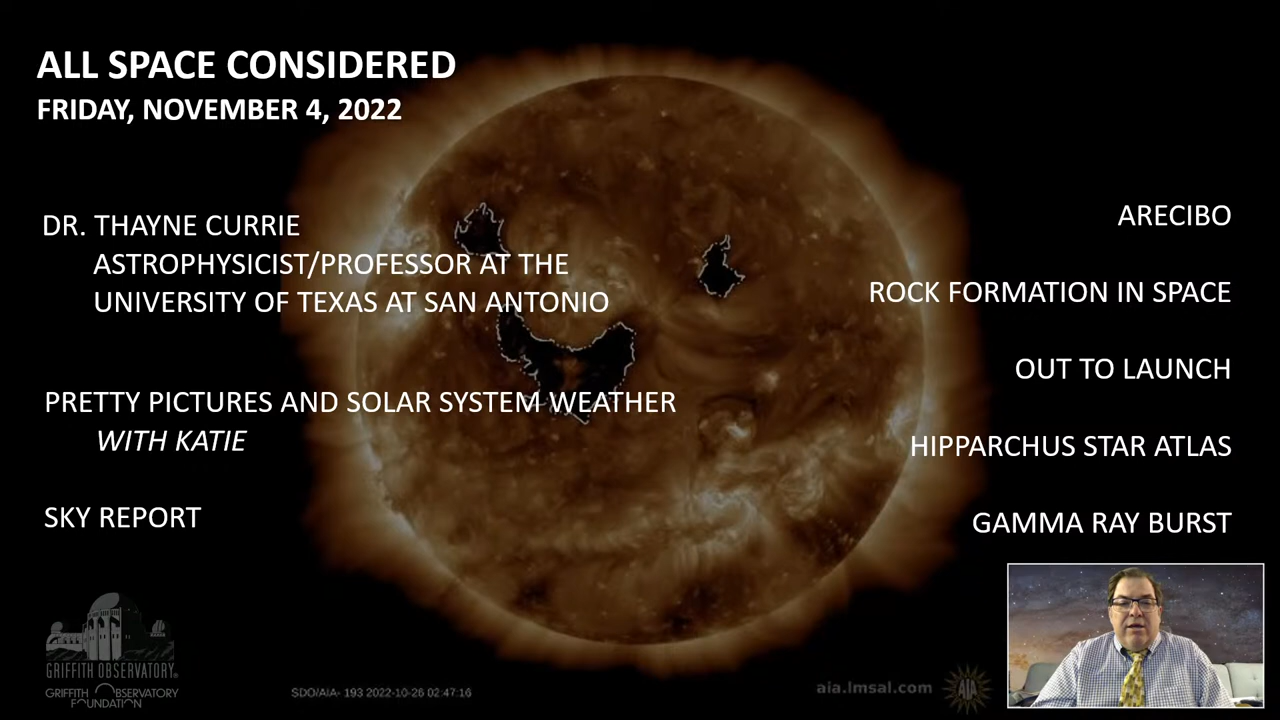 ALL SPACE CONSIDERED
FRIDAY, NOVEMBER 4, 2022
DR. THAYNE CURRIE
ASTROPHYSICIST/PROFESSOR AT THE
UNIVERSITY OF TEXAS AT SAN ANTONIO
PRETTY PICTURES AND SOLAR SYSTEM WEATHER
WITH KATIE
SKY REPORT
ARECIBO
ROCK FORMATION IN SPACE
OUT TO LAUNCH
HIPPARCHUS STAR ATLAS
GAMMA RAY BURST
GRIFFITH OBSERVATORY®
GRIFFITH OBSERVATORY
FOUNDATION
SDO/AIA- 193 2022-10-26 02:47:16
aia.lmsal.com
AIA